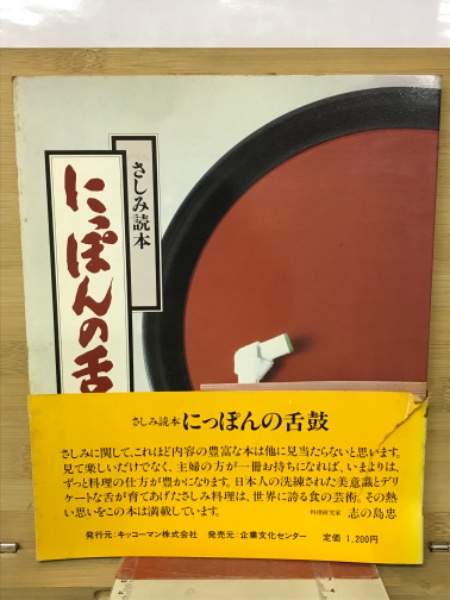 さしみ読本
にっぽんの舌
さしみ読本 にっぽんの舌鼓
さしみに関して、これほど内容の豊富な本は他に見当たらないと思います。
見て楽しいだけでなく、主婦の方が一冊お持ちになれば、いまよりは、
ずっと料理の仕方が豊かになります。日本人の洗練された美意識とデリ
ケートな舌が育てあげたさしみ料理は、世界に誇る食の芸術。その熱
い思いをこの本は満載しています。
料理研究家 志の島忠
発行元:キッコーマン株式会社 発売元:企業文化センター 定価 1,200円